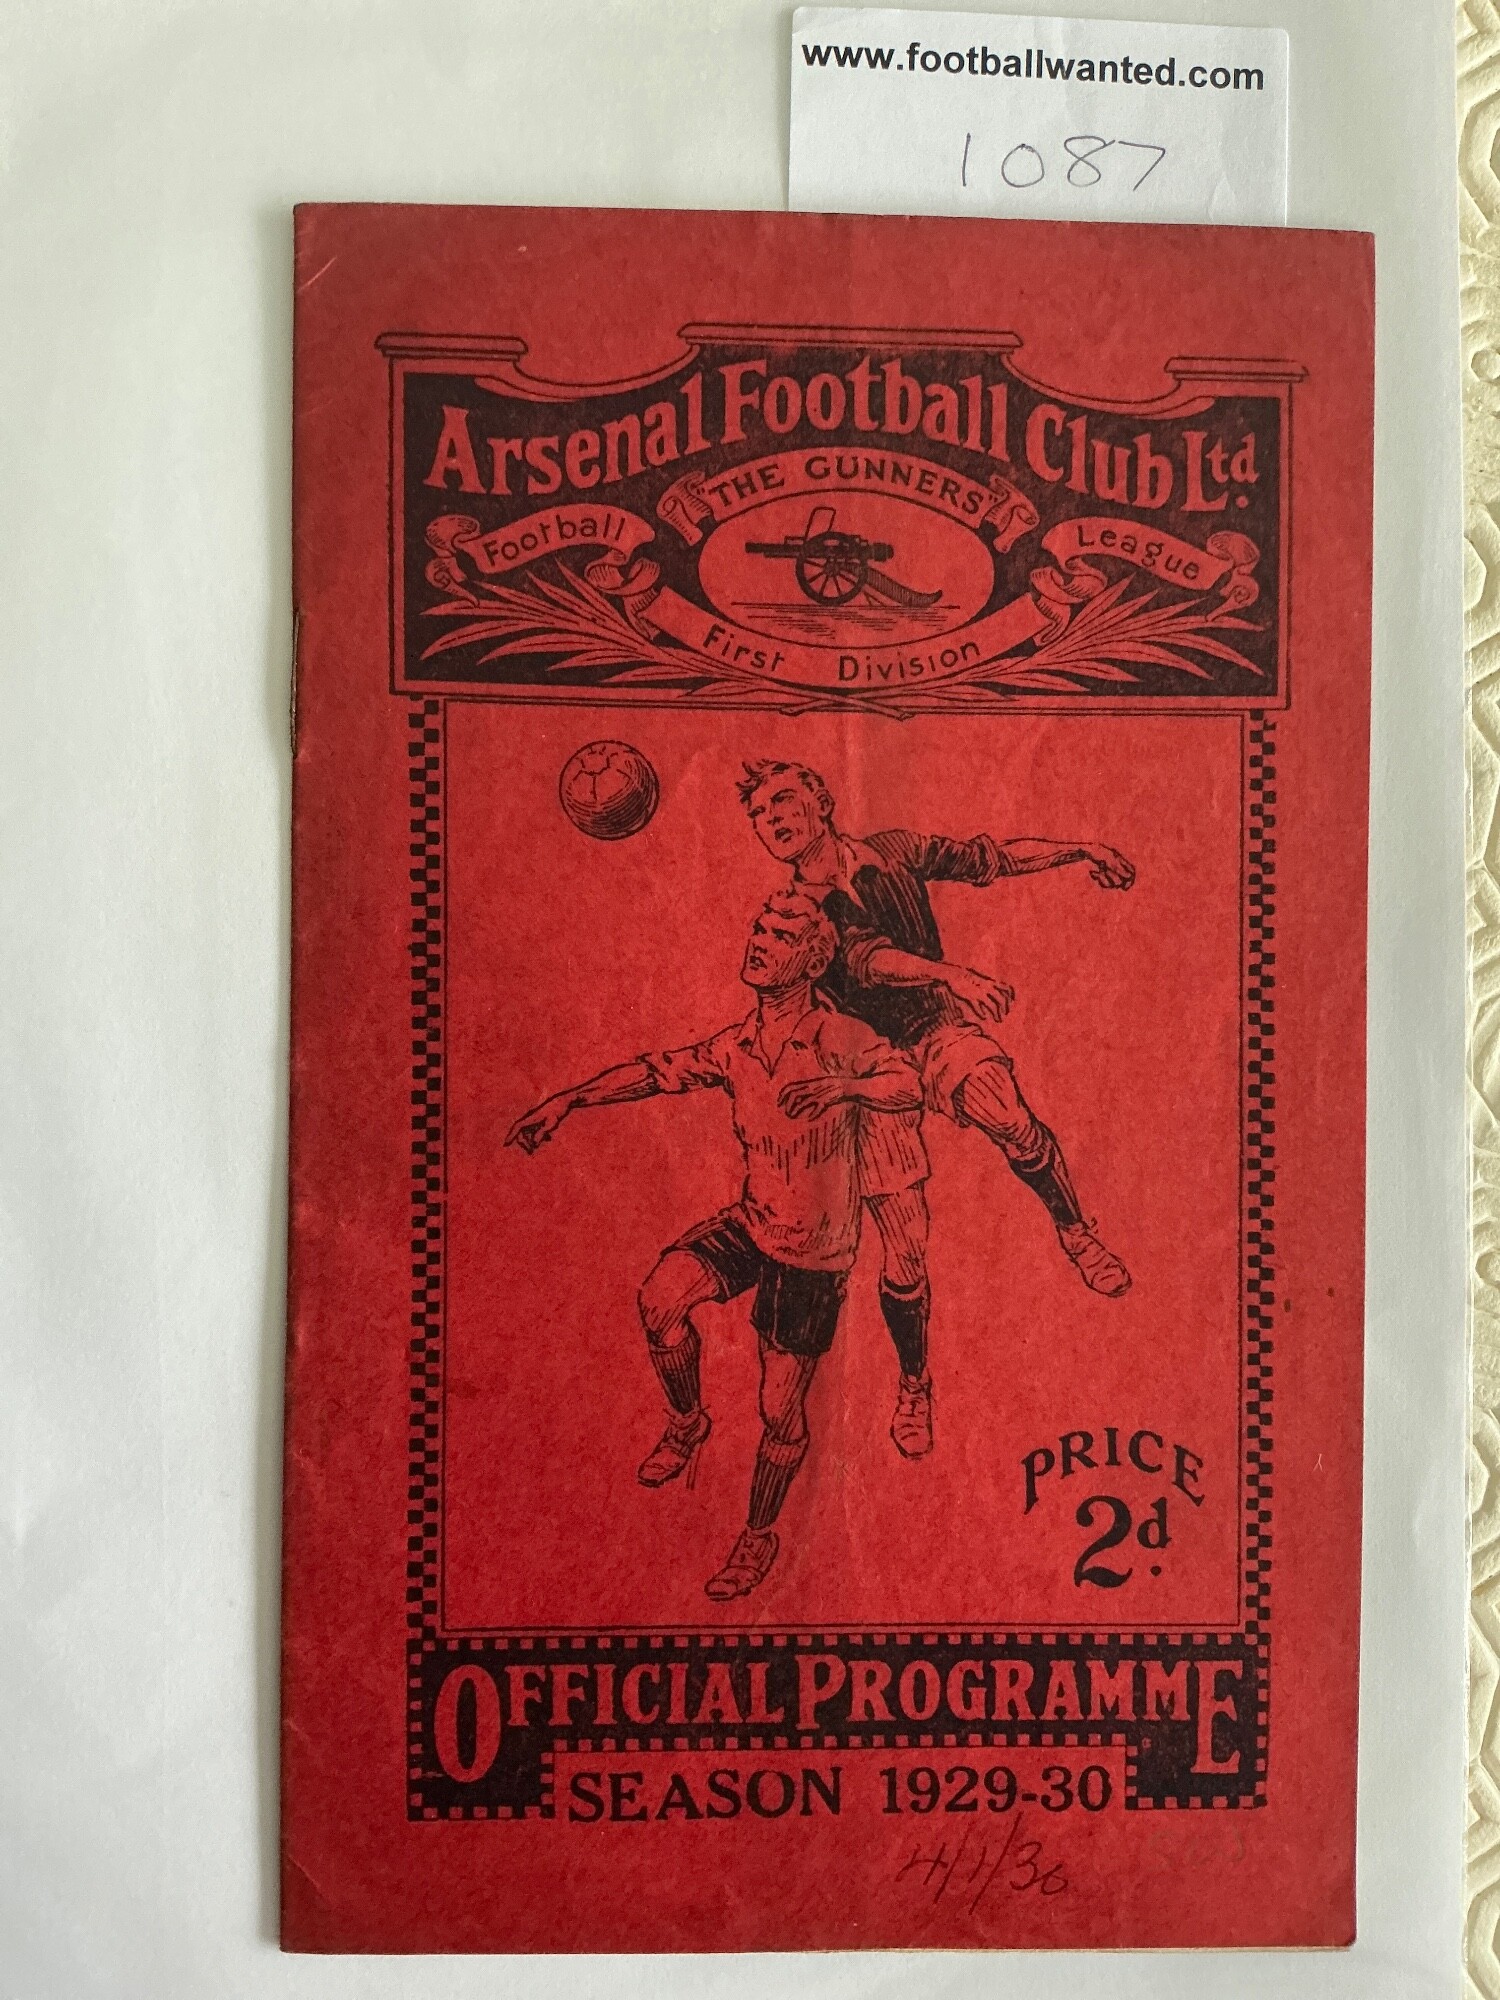 www.footballwanted.com
1087
Arsenal Football Club Ltd.
"THE GUNNERS"
Football League
First Division
PRICE
2d.
OFFICIAL PROGRAMME
SEASON 1929-30
4/1/30